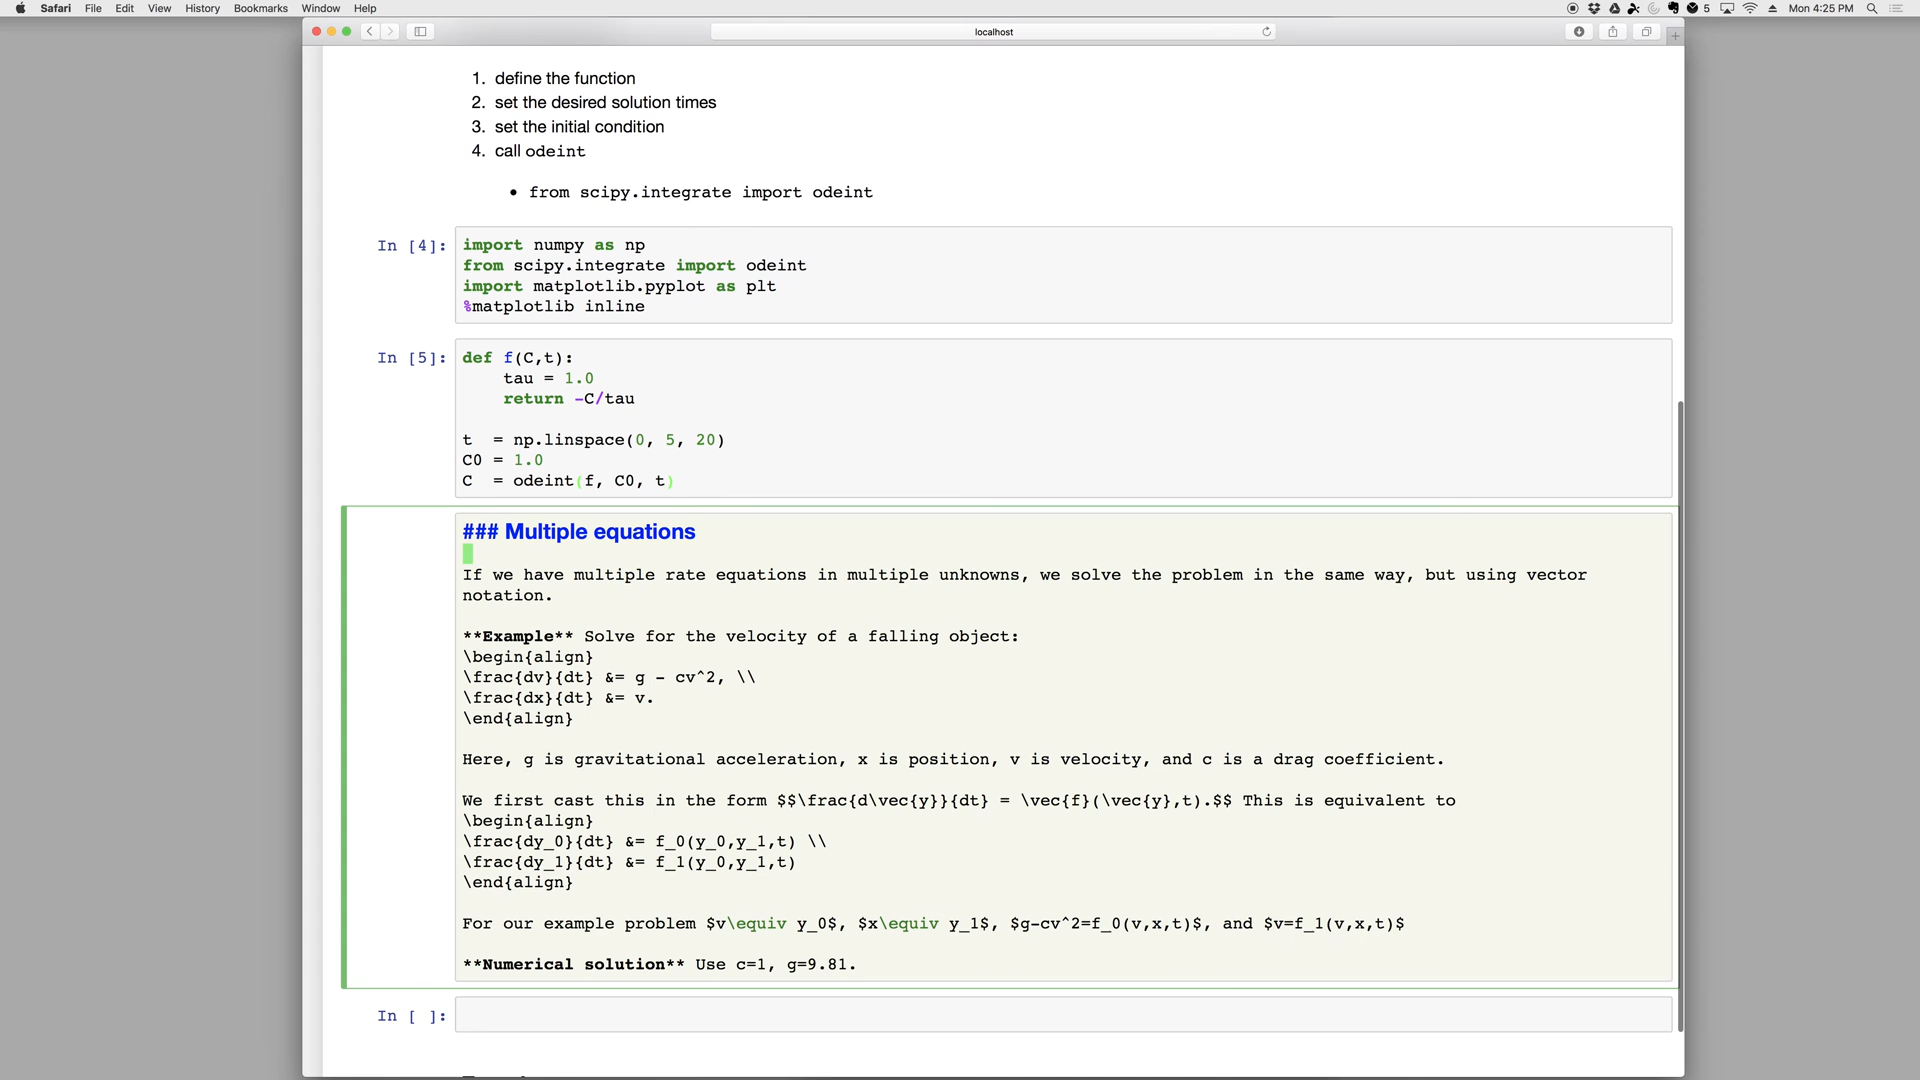 Safari File Edit View History Bookmarks Window Help 5 Mon 4:25 PM
localhost
1. define the function
2. set the desired solution times
3. set the initial condition
4. call odeint
• from scipy.integrate import odeint
In [4]: import numpy as np
from scipy.integrate import odeint
import matplotlib.pyplot as plt
%matplotlib inline
In [5]: def f(C,t):
tau = 1.0
return -C/tau
t = np.linspace(0, 5, 20)
C0 = 1.0
C = odeint(f, C0, t)
### Multiple equations
If we have multiple rate equations in multiple unknowns, we solve the problem in the same way, but using vector
notation.
**Example** Solve for the velocity of a falling object:
\begin{align}
\frac{dv}{dt} &= g - cv^2, \\
\frac{dx}{dt} &= v.
\end{align}
Here, g is gravitational acceleration, x is position, v is velocity, and c is a drag coefficient.
We first cast this in the form $$\frac{d\vec{y}}{dt} = \vec{f}(\vec{y},t).$$ This is equivalent to
\begin{align}
\frac{dy_0}{dt} &= f_0(y_0,y_1,t) \\
\frac{dy_1}{dt} &= f_1(y_0,y_1,t)
\end{align}
For our example problem $v\equiv y_0$, $x\equiv y_1$, $g-cv^2=f_0(v,x,t)$, and $v=f_1(v,x,t)$
**Numerical solution** Use c=1, g=9.81.
In [ ]: